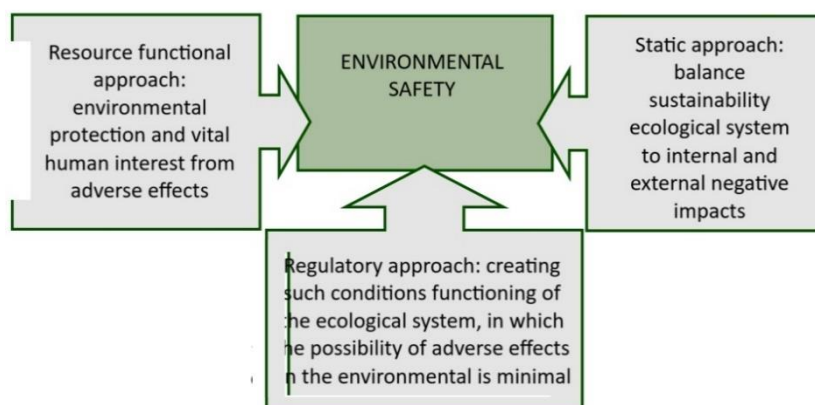 Resource functional
approach:
environmental
protection and vital
human interest from
adverse effects
ENVIRONMENTAL
SAFETY
Static approach:
balance
sustainability
ecological system
to internal and
external negative
impacts
Regulatory approach: creating
such conditions functioning of
the ecological system, in which
he possibility of adverse effects
n the environmental is minimal